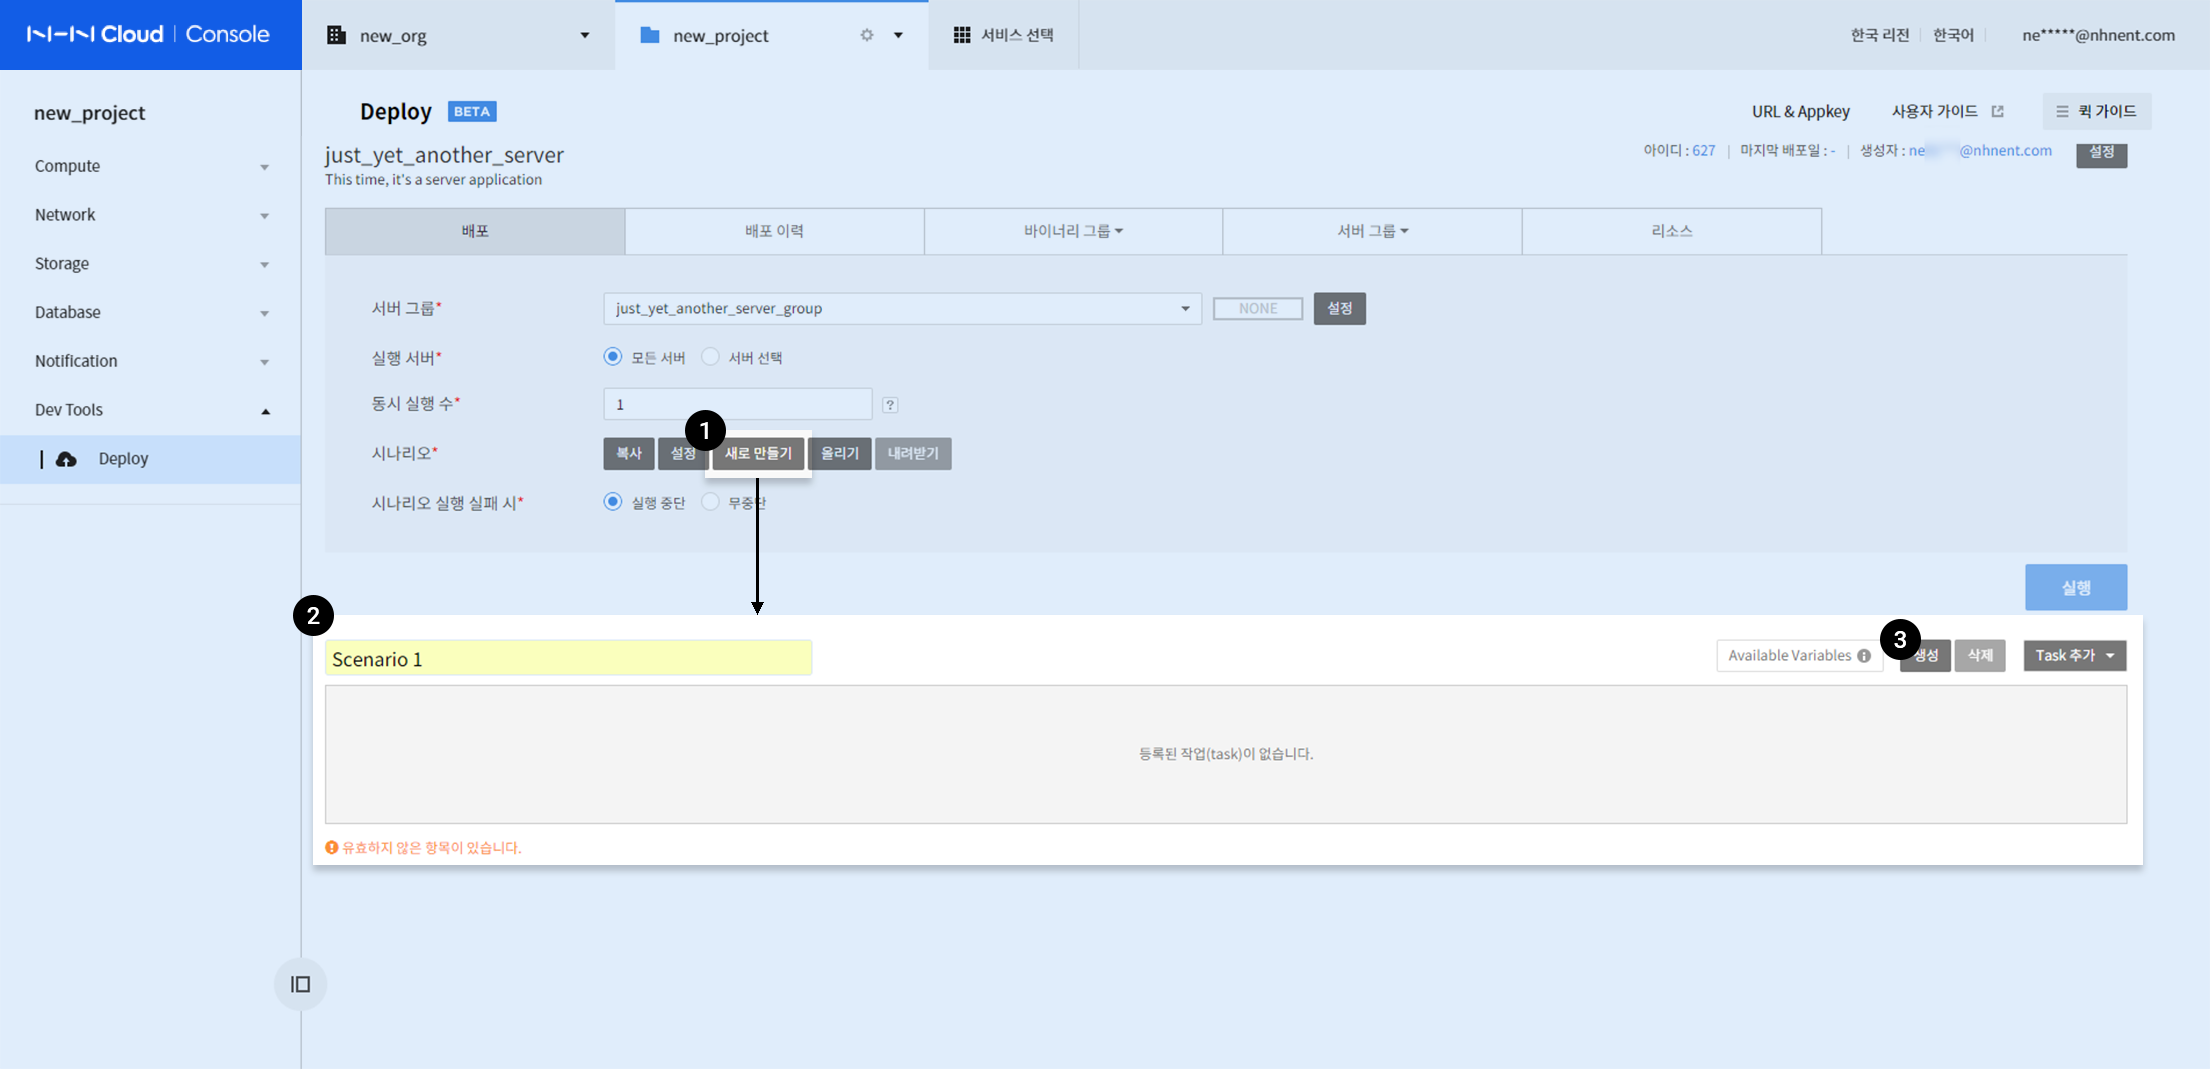 NHN Cloud | Console
new_org
new_project
서비스 선택
한국 리전
한국어
ne*****@nhnent.com
new_project
Compute
Network
Storage
Database
Notification
Dev Tools
Deploy
Deploy BETA
URL & Appkey
사용자 가이드
퀵 가이드
just_yet_another_server
This time, it's a server application
아이디 : 627 | 마지막 배포일 : - | 생성자 : ne @nhnent.com
설정
배포
배포 이력
바이너리 그룹
서버 그룹
리소스
서버 그룹*
just_yet_another_server_group
NONE
설정
실행 서버*
모든 서버
서버 선택
동시 실행 수*
1
?
1
시나리오*
복사
설정
새로 만들기
올리기
내려받기
시나리오 실행 실패 시*
실행 중단
무중단
실행
2
Scenario 1
Available Variables
3
생성
삭제
Task 추가
등록된 작업(task)이 없습니다.
유효하지 않은 항목이 있습니다.